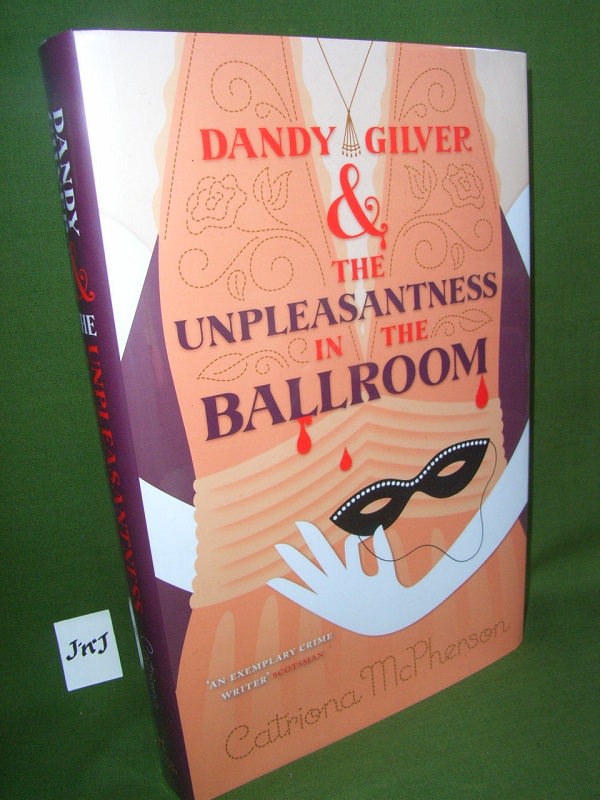 DANDY GILVER
&
THE
UNPLEASANTNESS
IN THE
BALLROOM
'AN EXEMPLARY CRIME
WRITER' SCOTSMAN
Catriona McPherson
DANDY
& THE UNPLEASANTNESS
JNJ